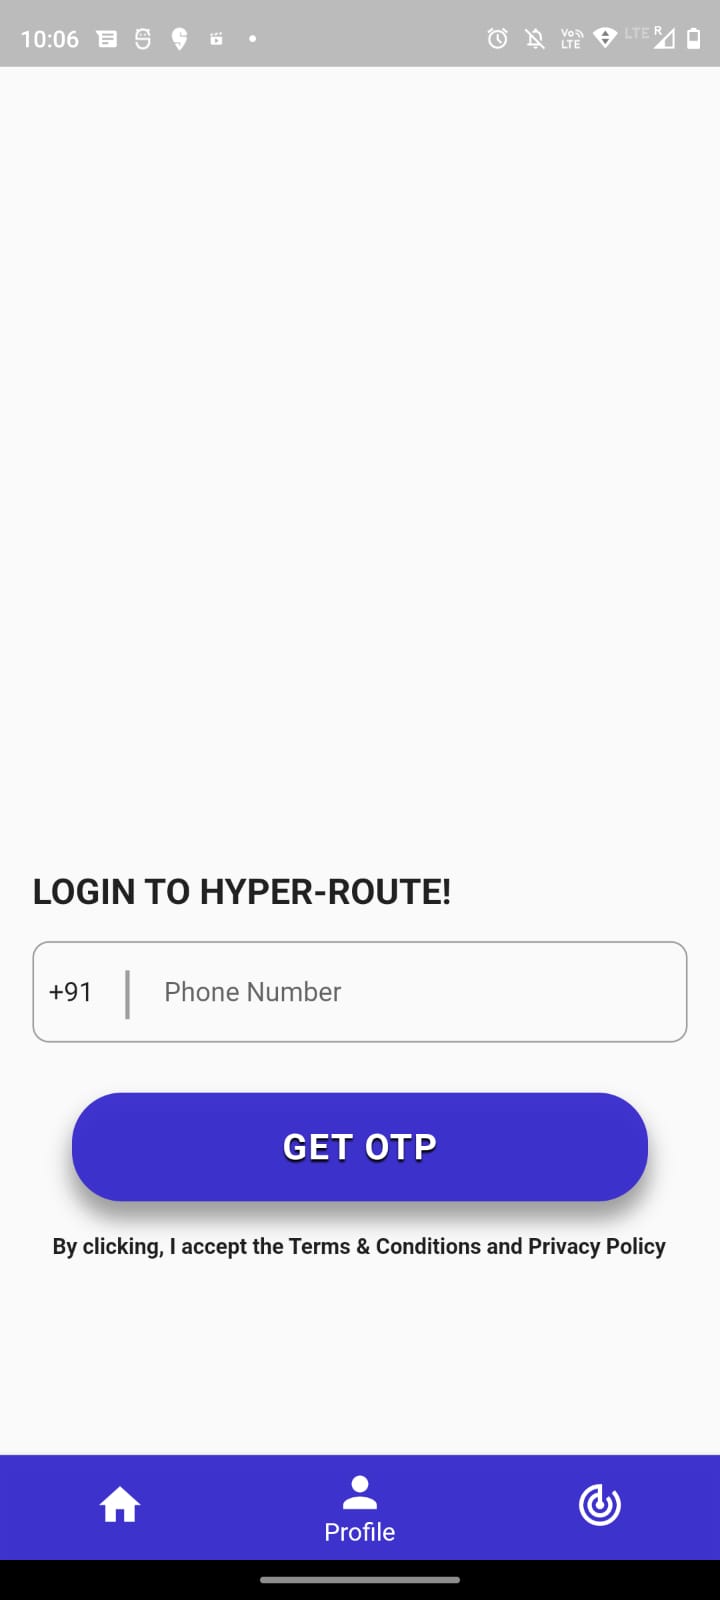 10:06
Vo
LTE
LTE
R
LOGIN TO HYPER-ROUTE!
+91
Phone Number
GET OTP
By clicking, I accept the Terms & Conditions and Privacy Policy
Profile